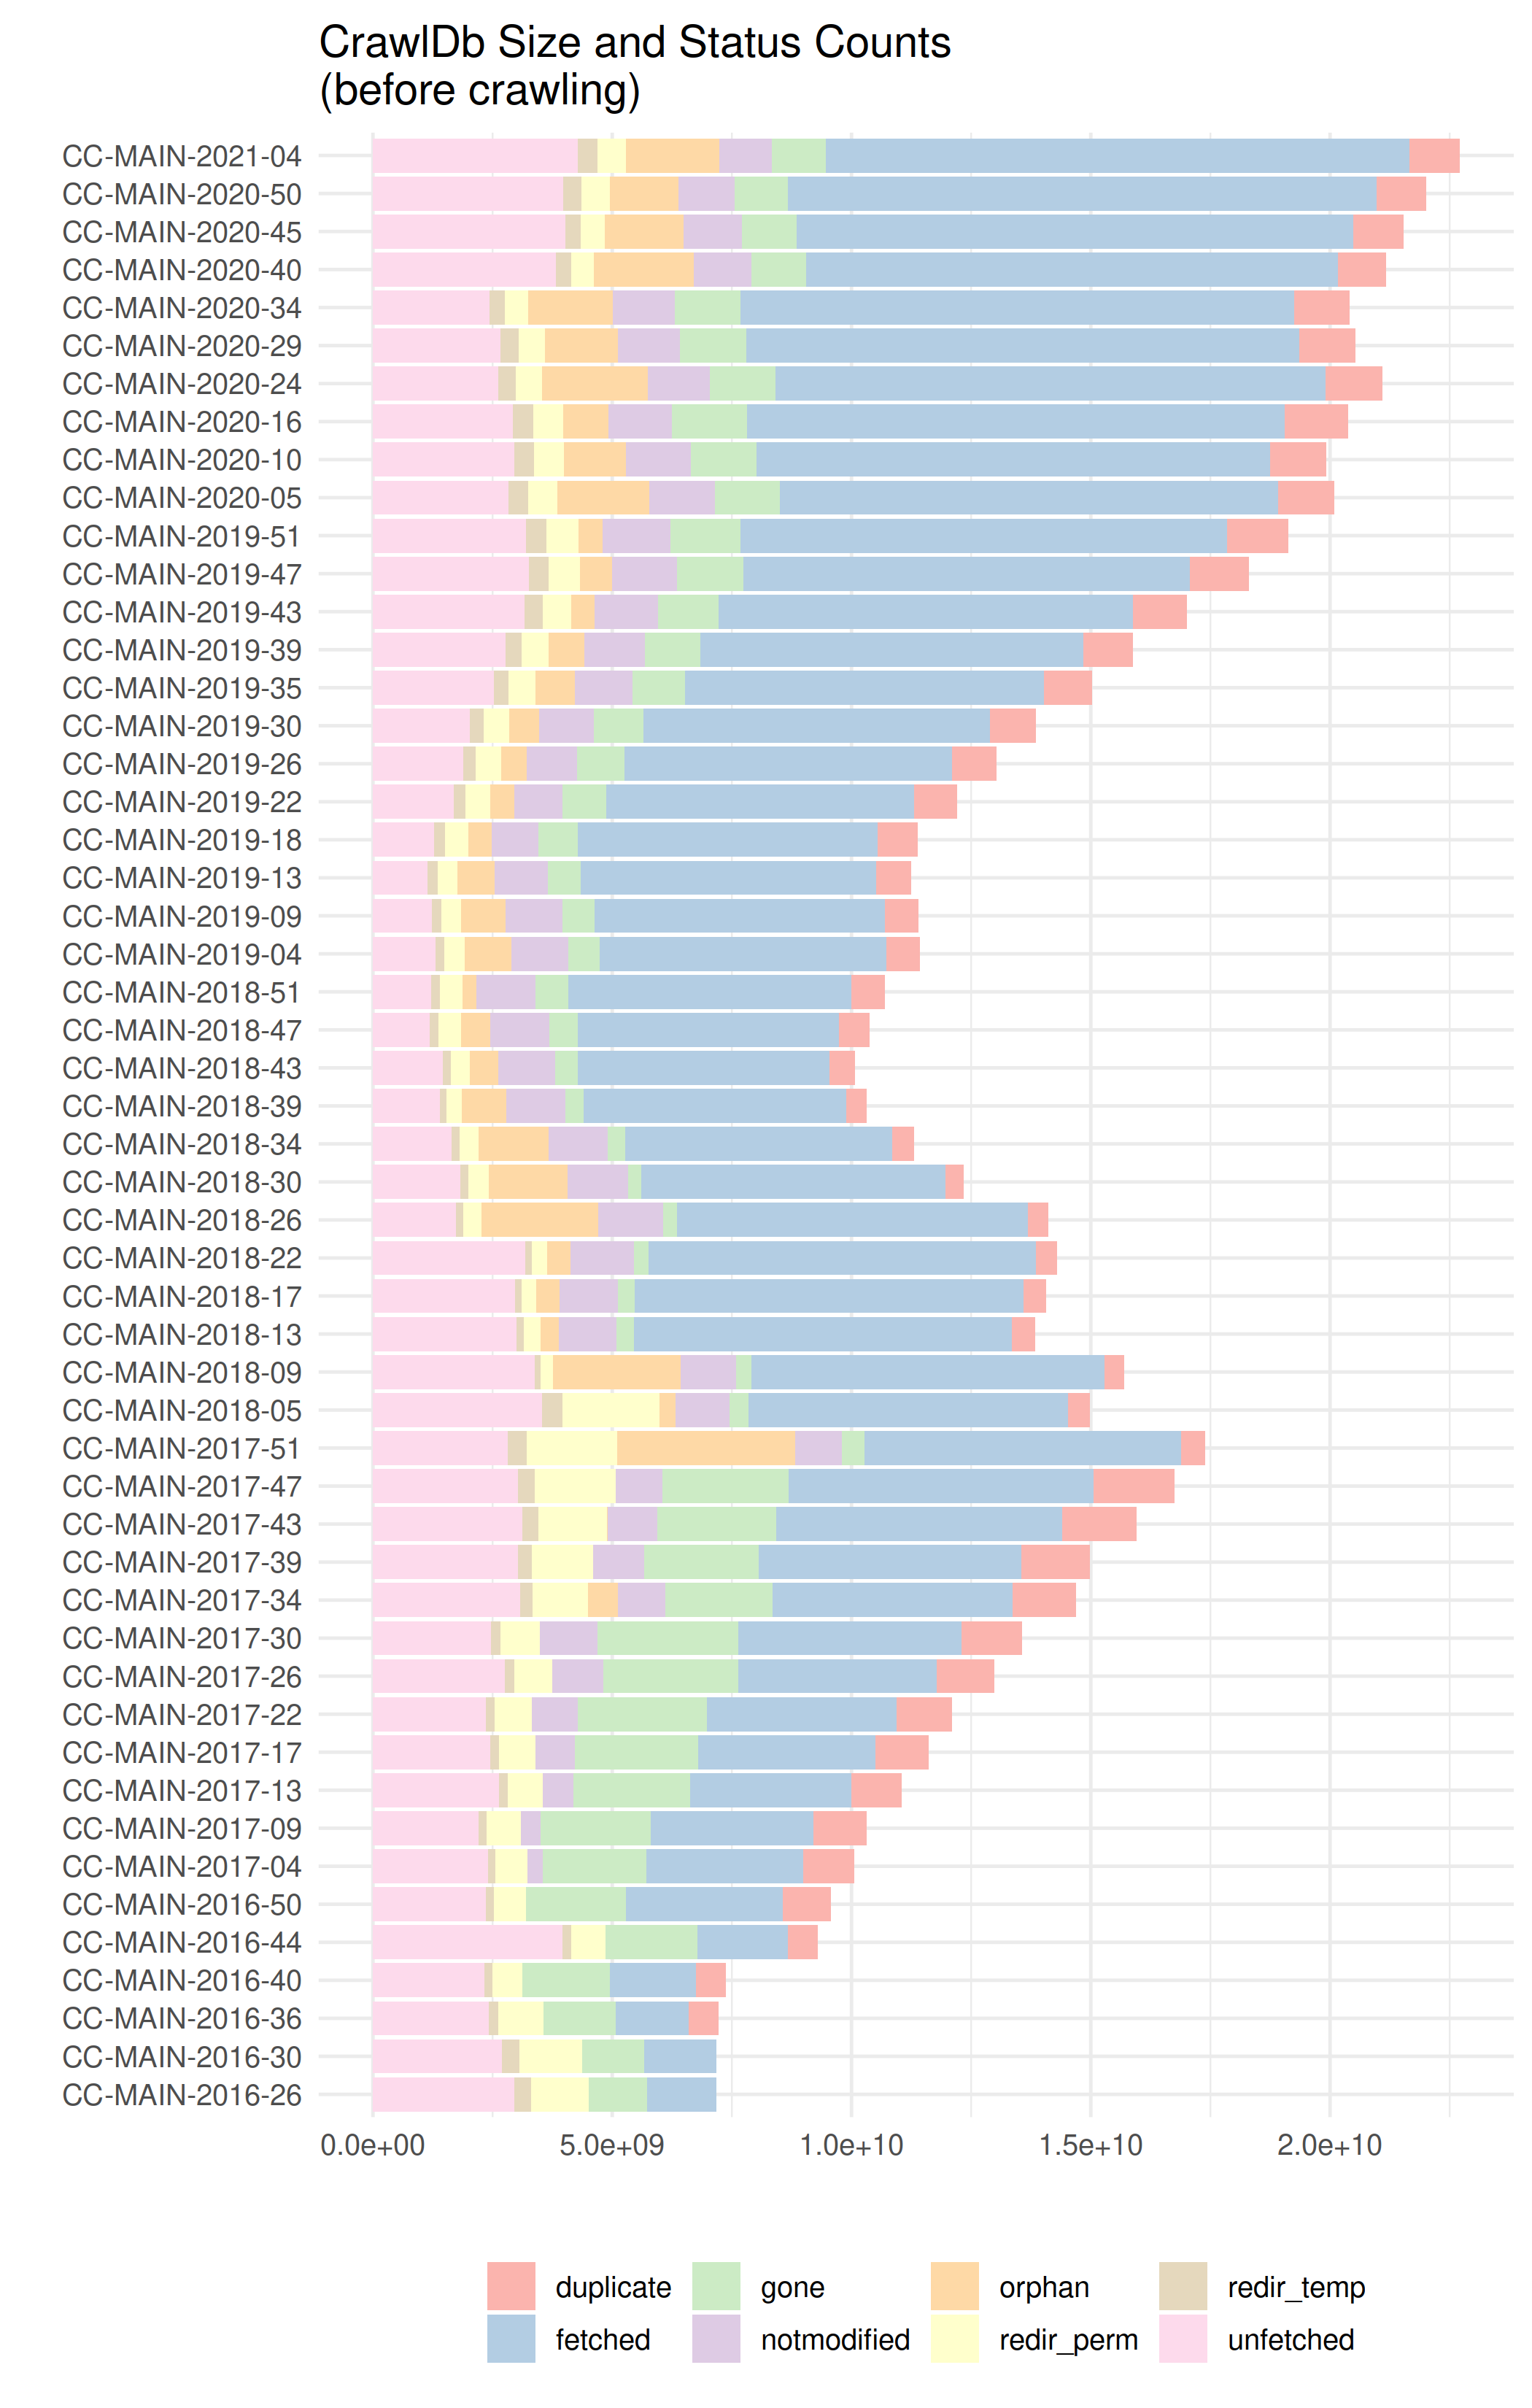 CrawlDb Size and Status Counts
(before crawling)
CC-MAIN-2021-04
CC-MAIN-2020-50
CC-MAIN-2020-45
CC-MAIN-2020-40
CC-MAIN-2020-34
CC-MAIN-2020-29
CC-MAIN-2020-24
CC-MAIN-2020-16
CC-MAIN-2020-10
CC-MAIN-2020-05
CC-MAIN-2019-51
CC-MAIN-2019-47
CC-MAIN-2019-43
CC-MAIN-2019-39
CC-MAIN-2019-35
CC-MAIN-2019-30
CC-MAIN-2019-26
CC-MAIN-2019-22
CC-MAIN-2019-18
CC-MAIN-2019-13
CC-MAIN-2019-09
CC-MAIN-2019-04
CC-MAIN-2018-51
CC-MAIN-2018-47
CC-MAIN-2018-43
CC-MAIN-2018-39
CC-MAIN-2018-34
CC-MAIN-2018-30
CC-MAIN-2018-26
CC-MAIN-2018-22
CC-MAIN-2018-17
CC-MAIN-2018-13
CC-MAIN-2018-09
CC-MAIN-2018-05
CC-MAIN-2017-51
CC-MAIN-2017-47
CC-MAIN-2017-43
CC-MAIN-2017-39
CC-MAIN-2017-34
CC-MAIN-2017-30
CC-MAIN-2017-26
CC-MAIN-2017-22
CC-MAIN-2017-17
CC-MAIN-2017-13
CC-MAIN-2017-09
CC-MAIN-2017-04
CC-MAIN-2016-50
CC-MAIN-2016-44
CC-MAIN-2016-40
CC-MAIN-2016-36
CC-MAIN-2016-30
CC-MAIN-2016-26
0.0e+00 5.0e+09 1.0e+10 1.5e+10 2.0e+10
duplicate gone orphan redir_temp
fetched notmodified redir_perm unfetched